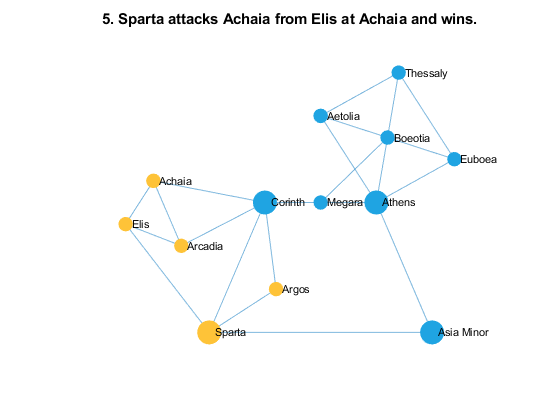 5. Sparta attacks Achaia from Elis at Achaia and wins.
Thessaly
Aetolia
Boeotia
Euboea
Achaia
Corinth
Megara
Athens
Elis
Arcadia
Argos
Sparta
Asia Minor